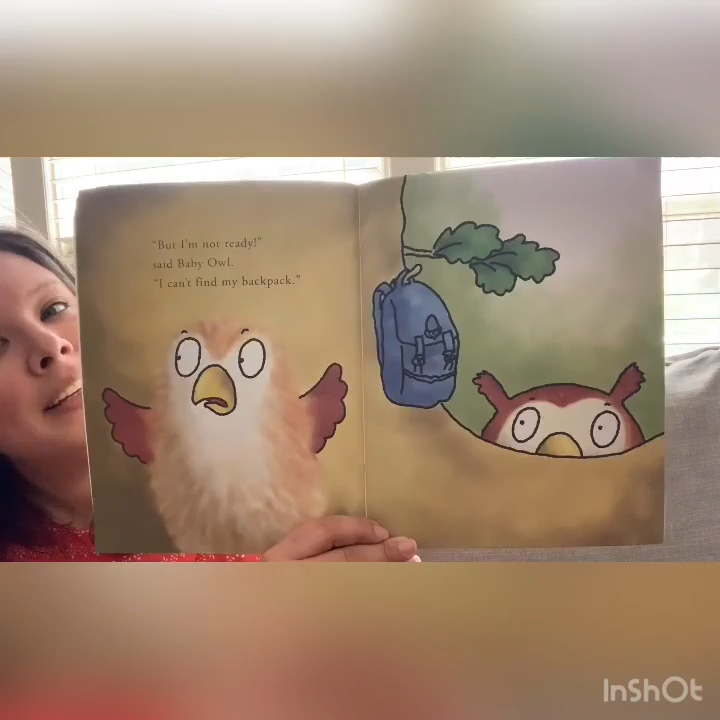 "But I'm not ready!"
said Baby Owl.
"I can't find my backpack."
InShOt